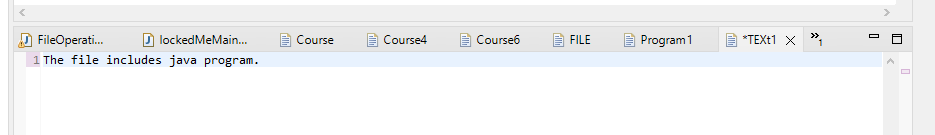 FileOperati... lockedMeMain... Course Course4 Course6 FILE Program1 *TEXt1 »1
1 The file includes java program.